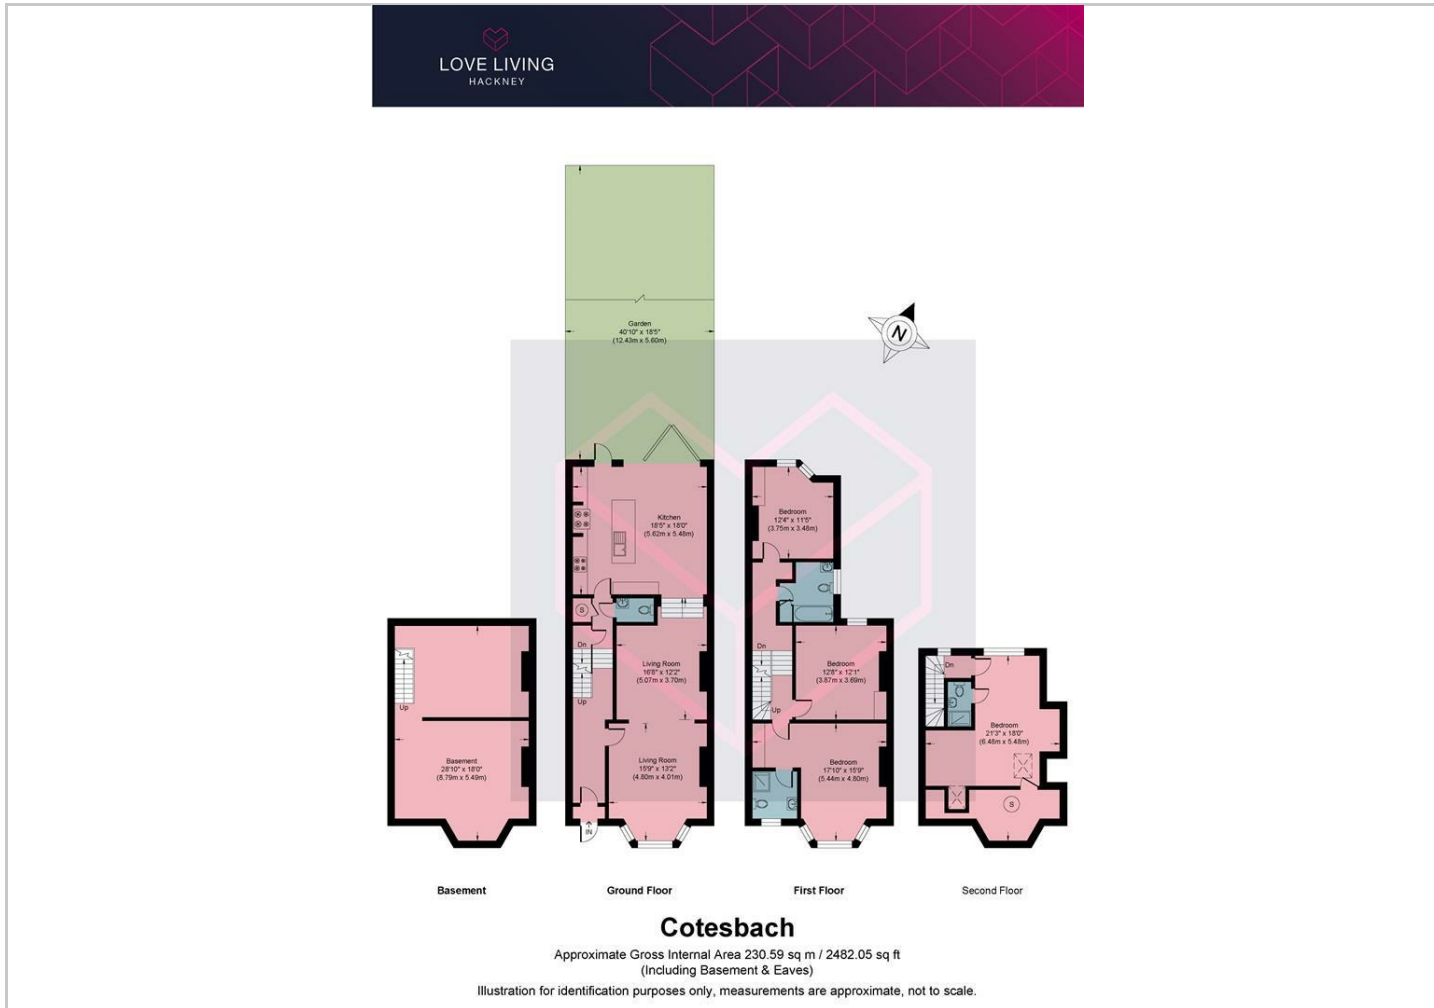 LOVE LIVING
HACKNEY
Garden
40'10" x 18'5"
(12.43m x 5.60m)
N
Kitchen
18'5" x 18'0"
(5.62m x 5.48m)
S
Dn
Up
Living Room
16'8" x 12'2"
(5.07m x 3.70m)
Living Room
15'9" x 13'2"
(4.80m x 4.01m)
IN
Bedroom
12'4" x 11'5"
(3.75m x 3.48m)
Dn
Up
Bedroom
12'8" x 12'1"
(3.87m x 3.69m)
Bedroom
17'10" x 15'9"
(5.44m x 4.80m)
Up
Basement
28'10" x 18'0"
(8.79m x 5.49m)
Dn
Bedroom
21'3" x 18'0"
(6.48m x 5.48m)
S
Basement
Ground Floor
First Floor
Second Floor
Cotesbach
Approximate Gross Internal Area 230.59 sq m / 2482.05 sq ft
(Including Basement & Eaves)
Illustration for identification purposes only, measurements are approximate, not to scale.